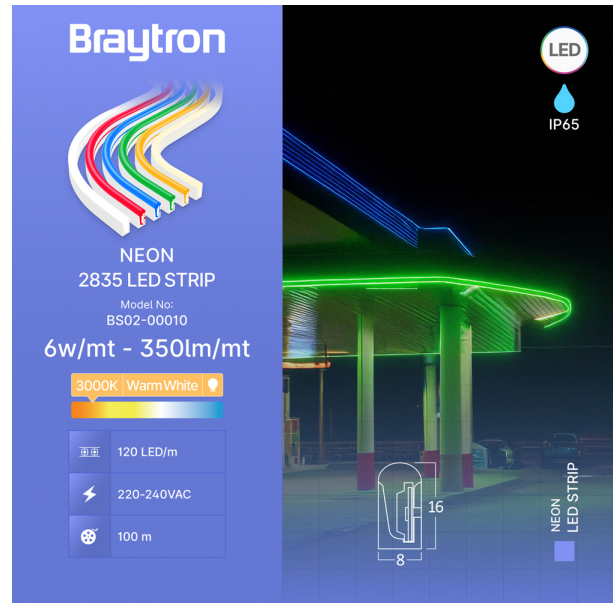 Braytron
NEON
2835 LED STRIP
Model No:
BS02-00010
6w/mt - 350lm/mt
3000K WarmWhite
120 LED/m
220-240VAC
100 m
LED
IP65
16
8
NEON
LED STRIP